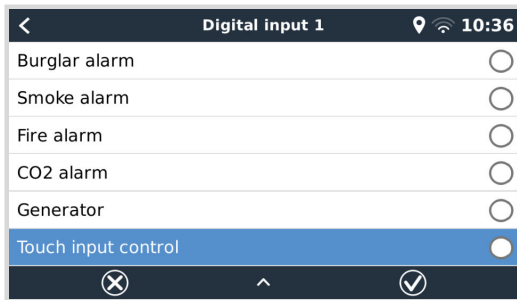 Digital input 1 10:36
Burglar alarm
Smoke alarm
Fire alarm
CO2 alarm
Generator
Touch input control